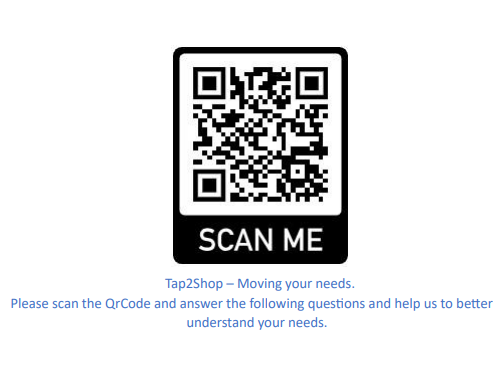 SCAN ME
Tap2Shop – Moving your needs.
Please scan the QrCode and answer the following questions and help us to better
understand your needs.